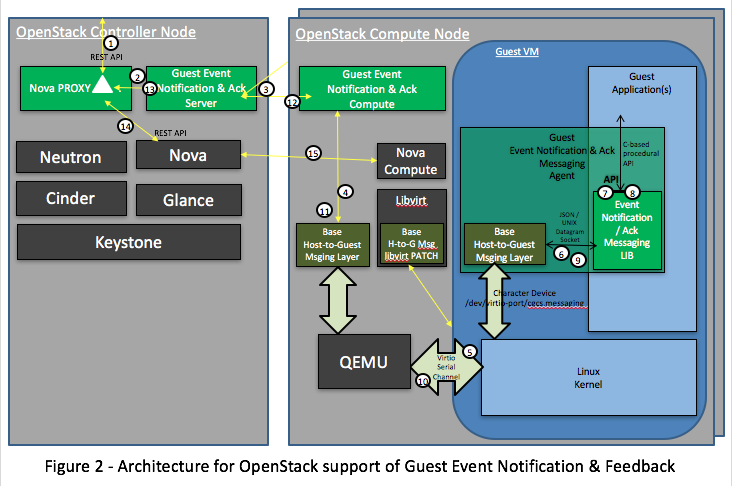 OpenStack Controller Node
1
REST API
Nova PROXY
2
13
Guest Event
Notification & Ack
Server
3
14
REST API
Neutron
Nova
15
Cinder
Glance
Keystone
OpenStack Compute Node
12
Guest Event
Notification & Ack
Compute
4
11
Nova
Compute
Libvirt
Base
Host-to-Guest
Msging Layer
Base
H-to-G Msg
libvirt PATCH
QEMU
Virtio
Serial
Channel
5
10
Guest VM
Guest
Application(s)
Guest
Event Notification & Ack
Messaging
Agent
C-based
procedural
API
API
7
8
JSON /
UNIX
Datagram
Socket
6
9
Event
Notification
/ Ack
Messaging
LIB
Base
Host-to-Guest
Msging Layer
Character Device
/dev/virtio-port/cgcs.messaging
Linux
Kernel
Figure 2 - Architecture for OpenStack support of Guest Event Notification & Feedback